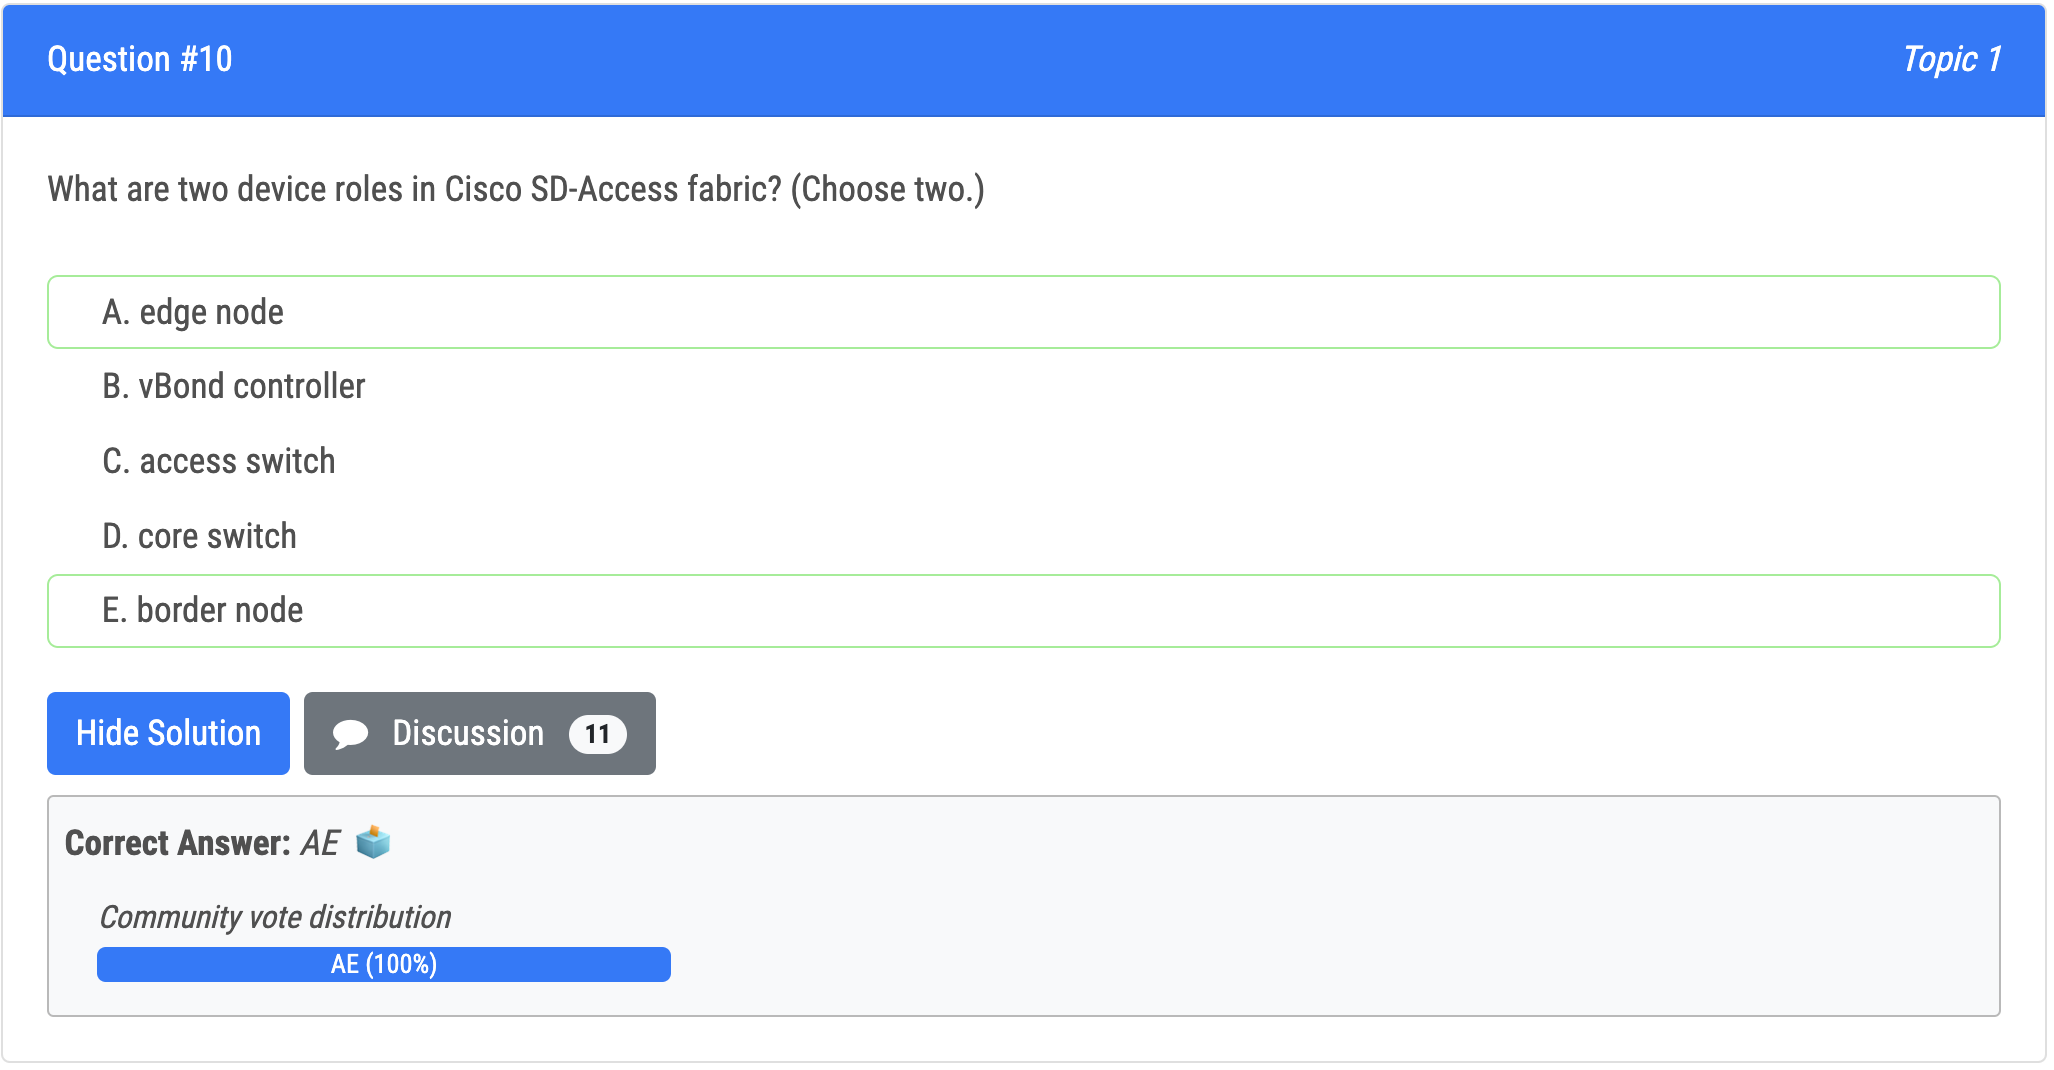 Question #10
Topic 1
What are two device roles in Cisco SD-Access fabric? (Choose two.)
A. edge node
B. vBond controller
C. access switch
D. core switch
E. border node
Hide Solution
Discussion 11
Correct Answer: AE
Community vote distribution
AE (100%)